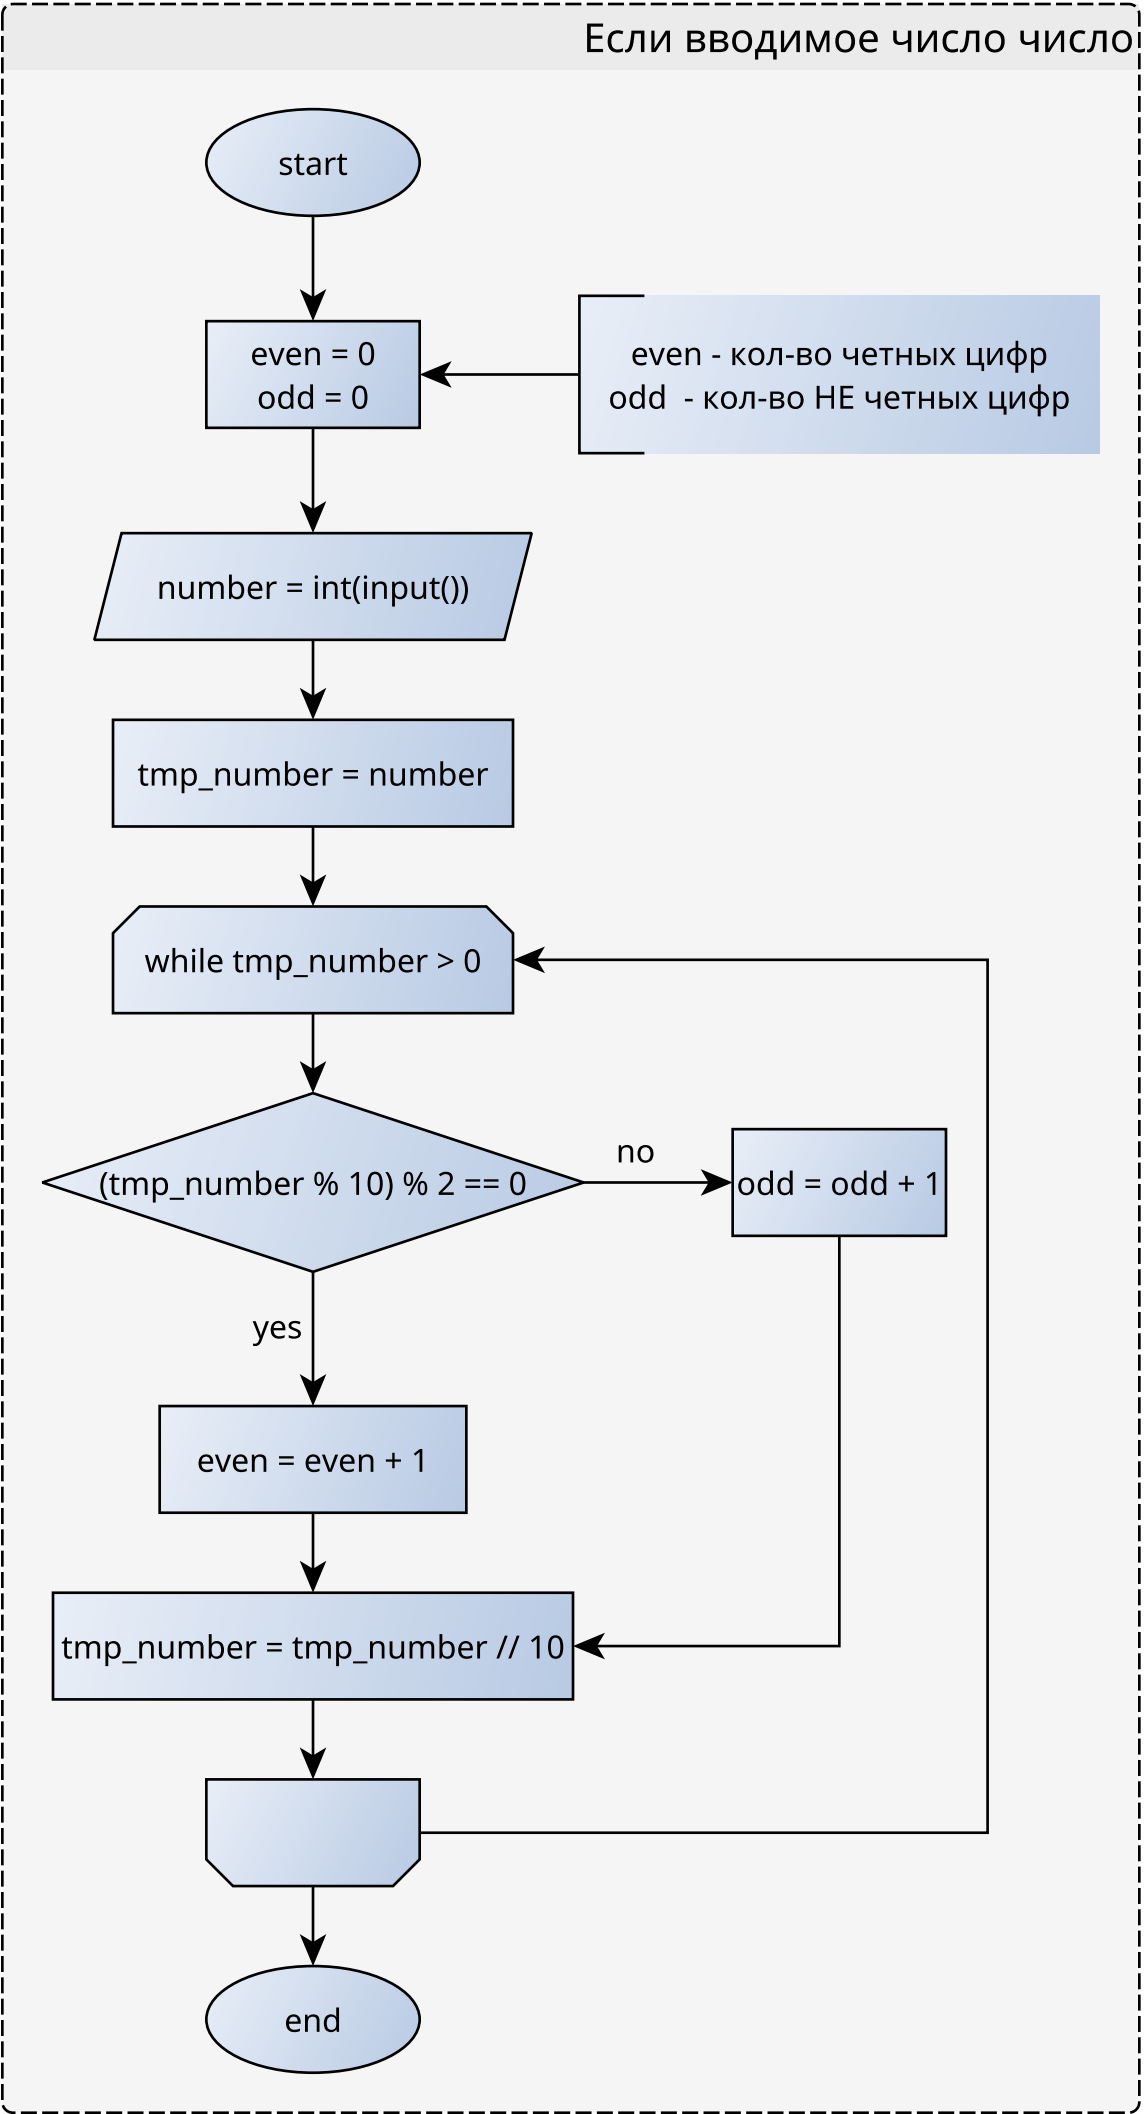 Если вводимое число число
start
even = 0
odd = 0
even - кол-во четных цифр
odd  - кол-во НЕ четных цифр
number = int(input())
tmp_number = number
while tmp_number > 0
(tmp_number % 10) % 2 == 0
no
odd = odd + 1
yes
even = even + 1
tmp_number = tmp_number // 10
end